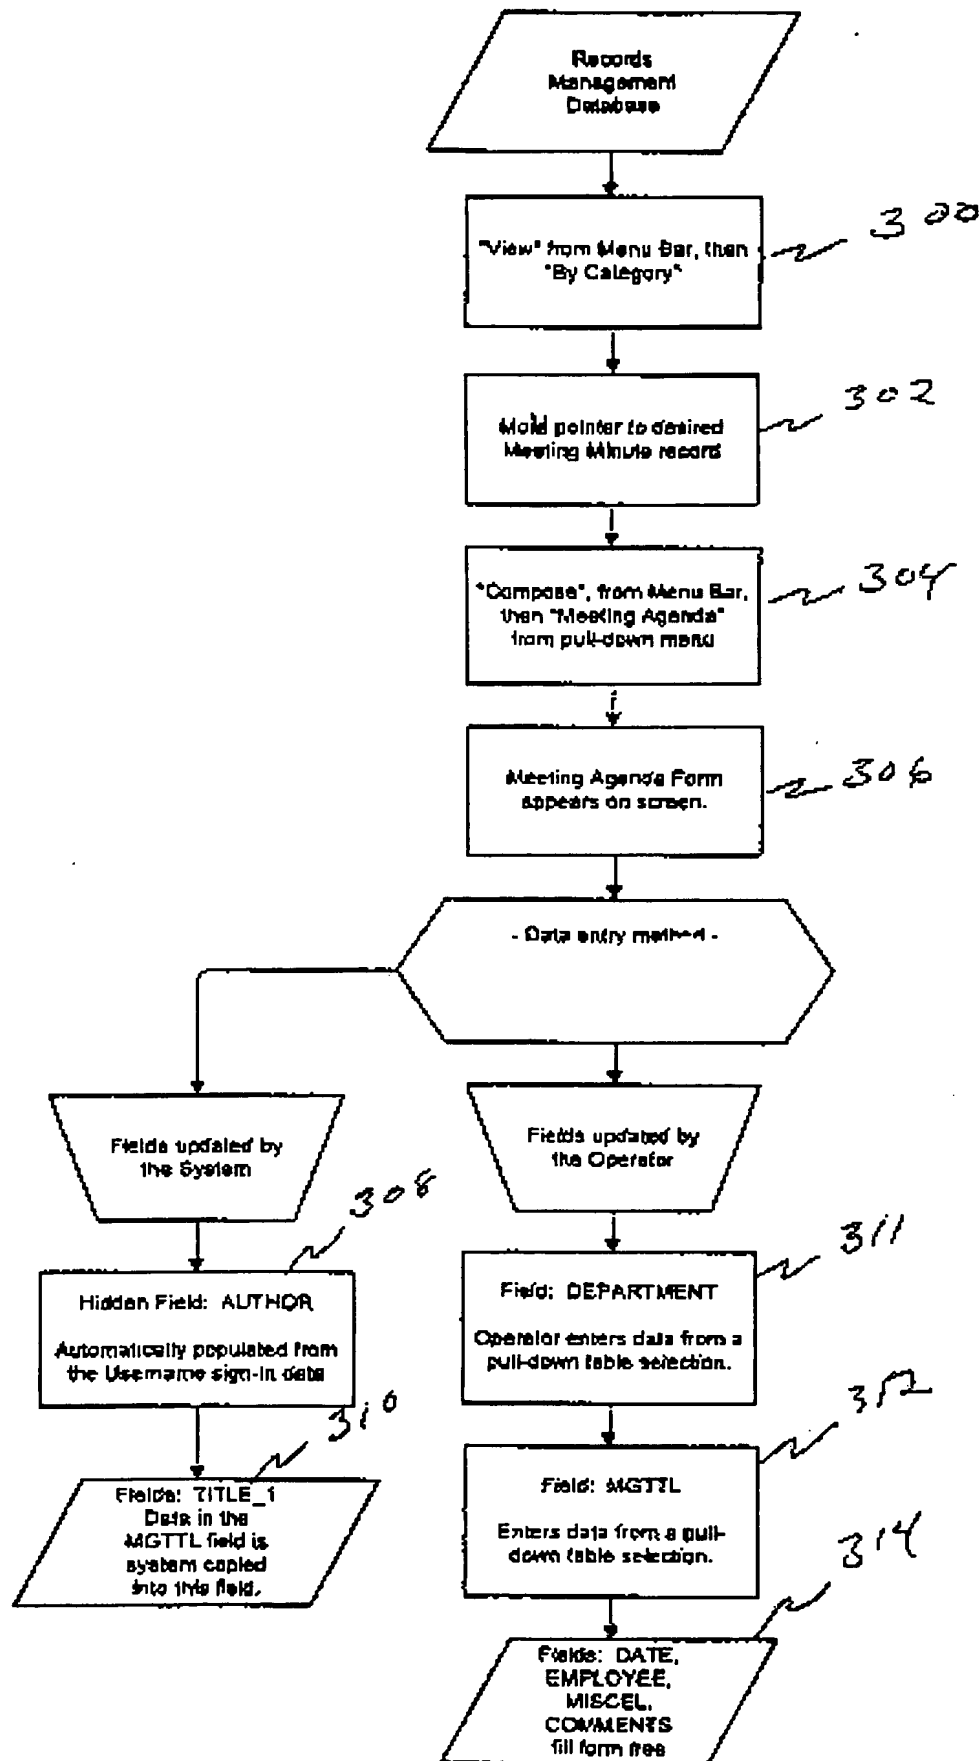 Records
Management
Database
"View" from Menu Bar, then
"By Category"
300
pointer to desired
Meeting Minute record
302
"Compose", from Menu Bar,
then "Meeting Agenda"
from pull-down menu
304
Meeting Agenda Form
appears on screen.
306
- Data entry method -
Fields updated by
the System
Fields updated by
the Operator
308
Hidden Field: AUTHOR
Automatically populated from
the Username sign-in data
311
Field: DEPARTMENT
Operator enters data from a
pull-down table selection.
310
Fields: TITLE_1
Data in the
MGTTL field is
system copied
into this field.
312
Field: MGTTL
Enters data from a pull-
down table selection.
314
Fields: DATE,
EMPLOYEE,
MISCEL,
COMMENTS
fill form free